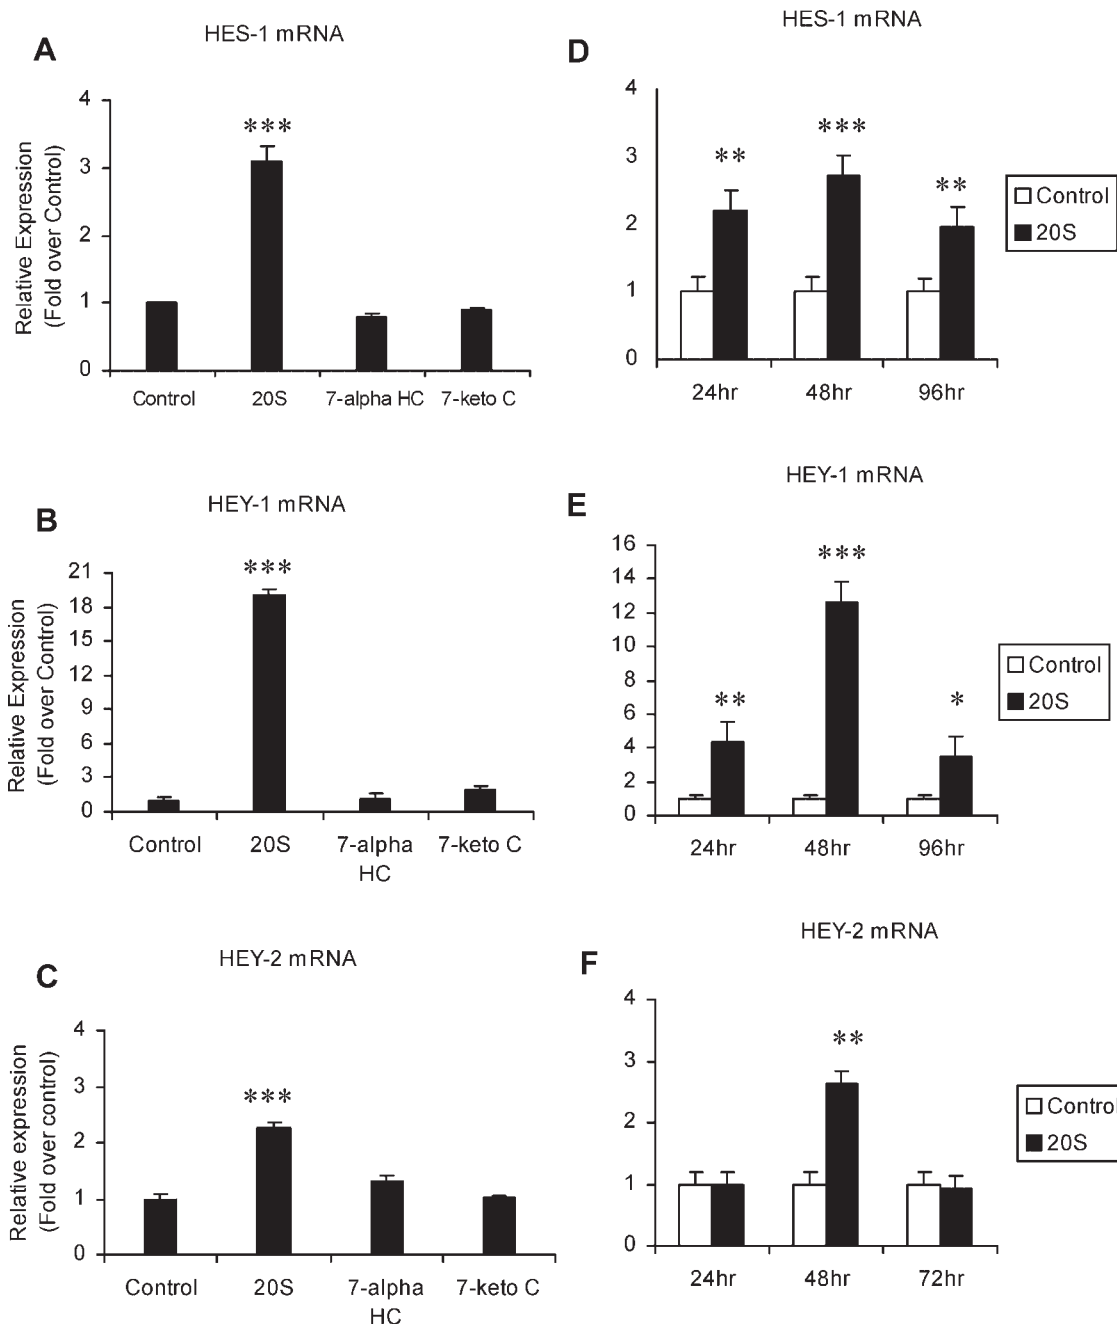 A
HES-1 mRNA
Relative Expression
(Fold over Control)
4
3
2
1
0
***
Control 20S 7-alpha HC 7-keto C
D
HES-1 mRNA
4
3
2
1
0
** *** **
24hr 48hr 96hr
Control
20S
B
HEY-1 mRNA
Relative Expression
(Fold over Control)
21
18
15
12
9
6
3
0
***
Control 20S 7-alpha 7-keto C
HC
E
HEY-1 mRNA
16
14
12
10
8
6
4
2
0
** *** *
24hr 48hr 96hr
Control
20S
C
HEY-2 mRNA
Relative expression
(Fold over control)
4
3
2
1
0
***
Control 20S 7-alpha 7-keto C
HC
F
HEY-2 mRNA
4
3
2
1
0
**
24hr 48hr 72hr
Control
20S